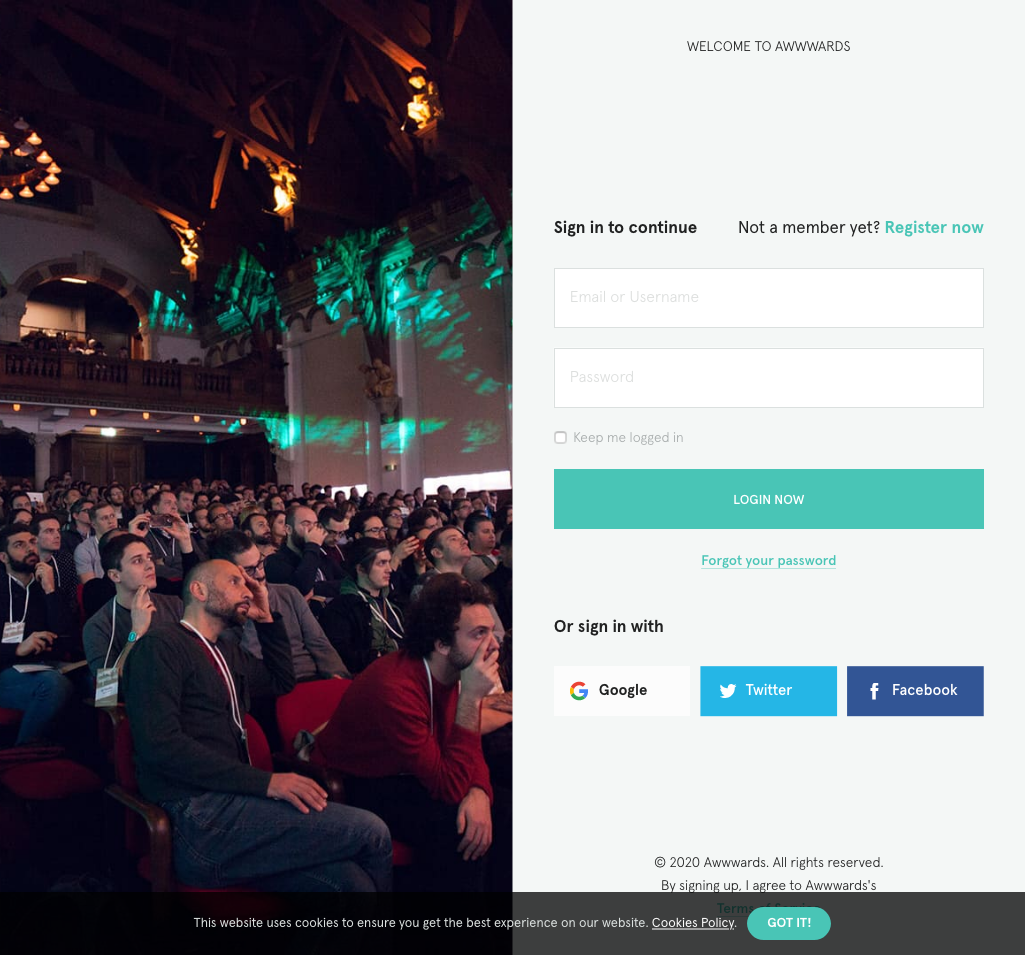 WELCOME TO AWWWARDS
Sign in to continue Not a member yet? Register now
Email or Username
Password
Keep me logged in
LOGIN NOW
Forgot your password
Or sign in with
Google Twitter Facebook
© 2020 Awwwards. All rights reserved.
By signing up, I agree to Awwwards's
Terms of Service
This website uses cookies to ensure you get the best experience on our website. Cookies Policy. GOT IT!